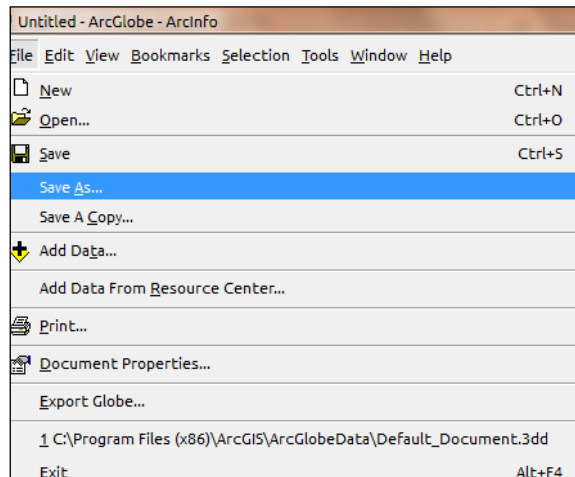 Untitled - ArcGlobe - ArcInfo
File Edit View Bookmarks Selection Tools Window Help
New Ctrl+N
Open... Ctrl+O
Save Ctrl+S
Save As...
Save A Copy...
Add Data...
Add Data From Resource Center...
Print...
Document Properties...
Export Globe...
1 C:\Program Files (x86)\ArcGIS\ArcGlobeData\Default_Document.3dd
Exit Alt+F4